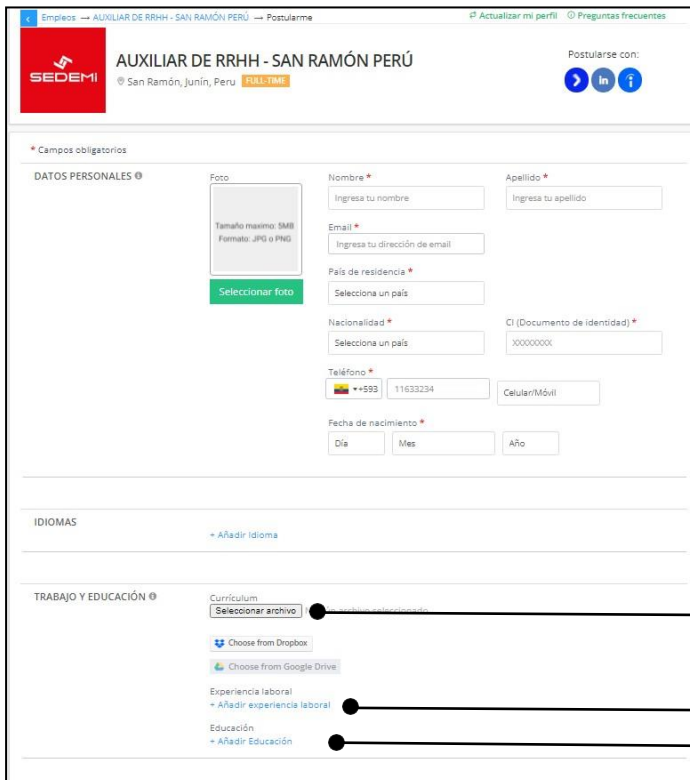 Empleos → AUXILIAR DE RRHH - SAN RAMÓN PERÚ → Postularme
Actualizar mi perfil Preguntas frecuentes
SEDEMI
AUXILIAR DE RRHH - SAN RAMÓN PERÚ
San Ramón, Junín, Peru FULL-TIME
Postularse con:
in
* Campos obligatorios
DATOS PERSONALES
Foto
Tamaño maximo: 5MB
Formato: JPG o PNG
Seleccionar foto
Nombre * Apellido *
Ingresa tu nombre Ingresa tu apellido
Email *
Ingresa tu dirección de email
País de residencia *
Selecciona un país
Nacionalidad * CI (Documento de identidad) *
Selecciona un país XXXXXXXX
Teléfono *
+593 11633234 Celular/Móvil
Fecha de nacimiento *
Día Mes Año
IDIOMAS
+ Añadir Idioma
TRABAJO Y EDUCACIÓN
Currículum
Seleccionar archivo archivo seleccionado
Choose from Dropbox
Choose from Google Drive
Experiencia laboral
+ Añadir experiencia laboral
Educación
+ Añadir Educación